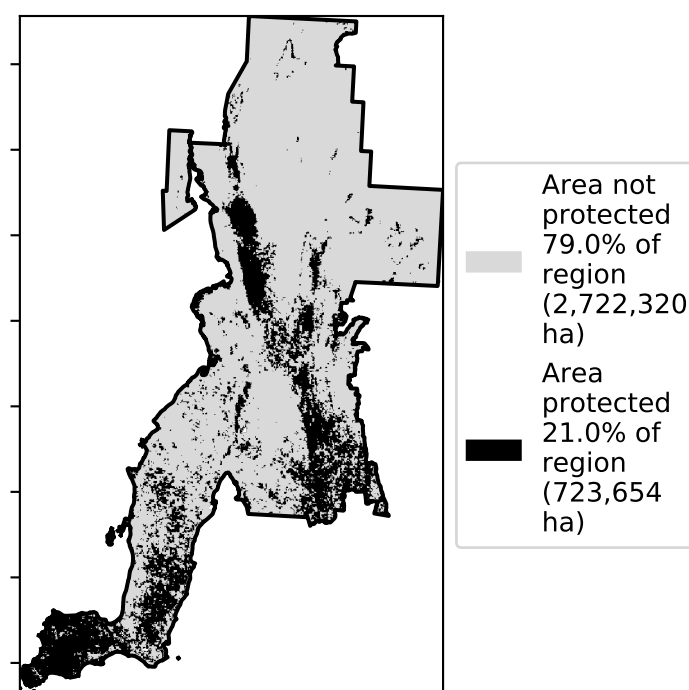 Area not
protected
79.0% of
region
(2,722,320
ha)
Area
protected
21.0% of
region
(723,654
ha)